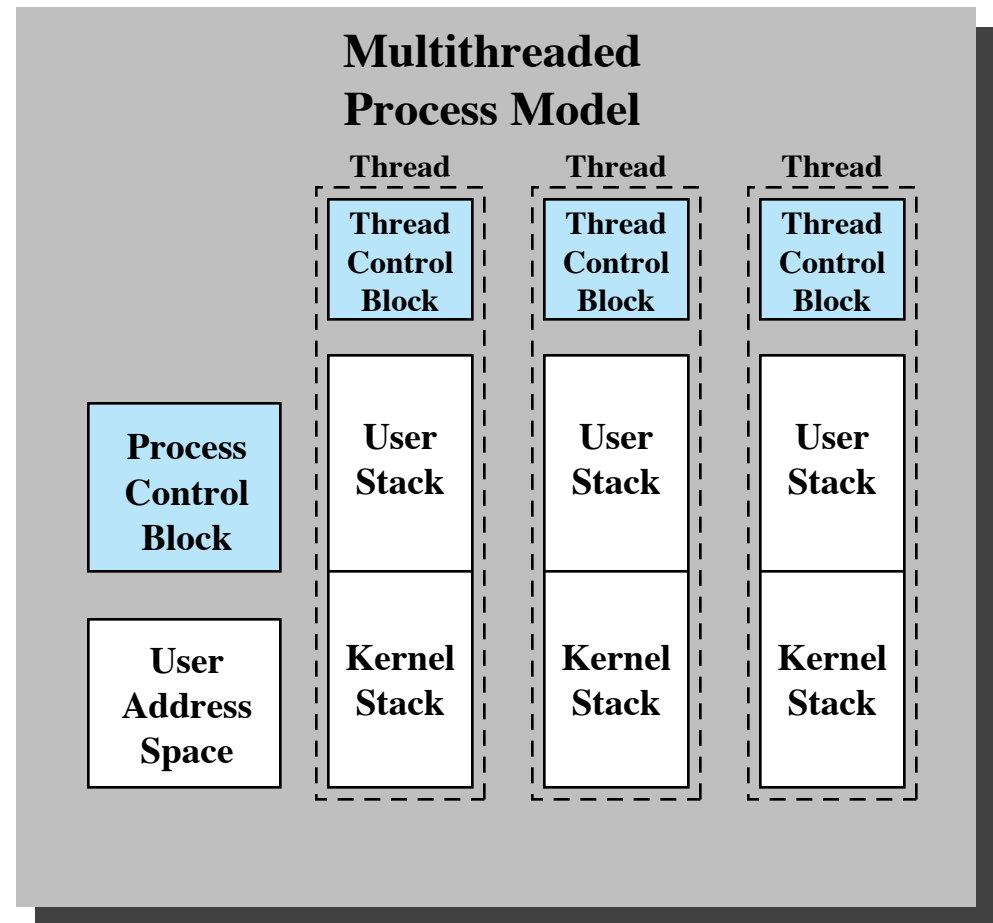 Multithreaded
Process Model
Thread
Thread
Thread
Thread
Control
Block
Thread
Control
Block
Thread
Control
Block
Process
Control
Block
User
Address
Space
User
Stack
Kernel
Stack
User
Stack
Kernel
Stack
User
Stack
Kernel
Stack